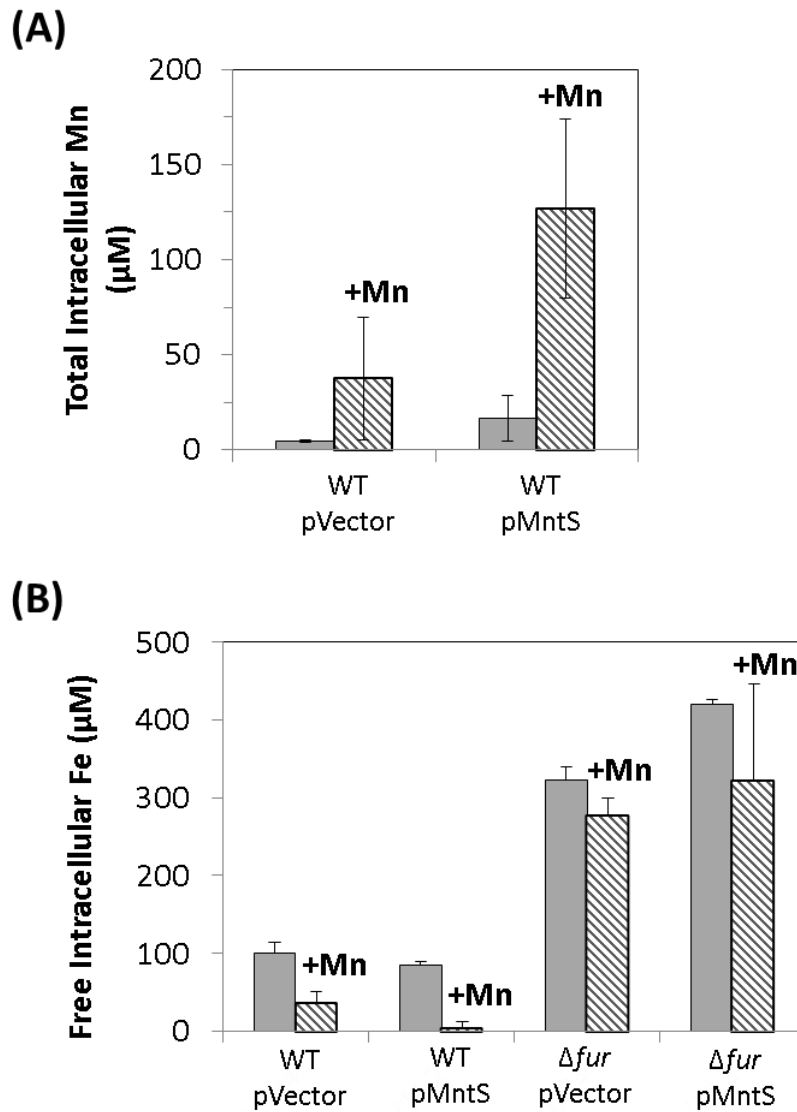 (A)
Total Intracellular Mn
(µM)
200
150
100
50
0
+Mn
+Mn
WT
pVector
WT
pMntS
(B)
Free Intracellular Fe (µM)
500
400
300
200
100
0
+Mn
+Mn
+Mn
+Mn
WT
pVector
WT
pMntS
Δfur
pVector
Δfur
pMntS